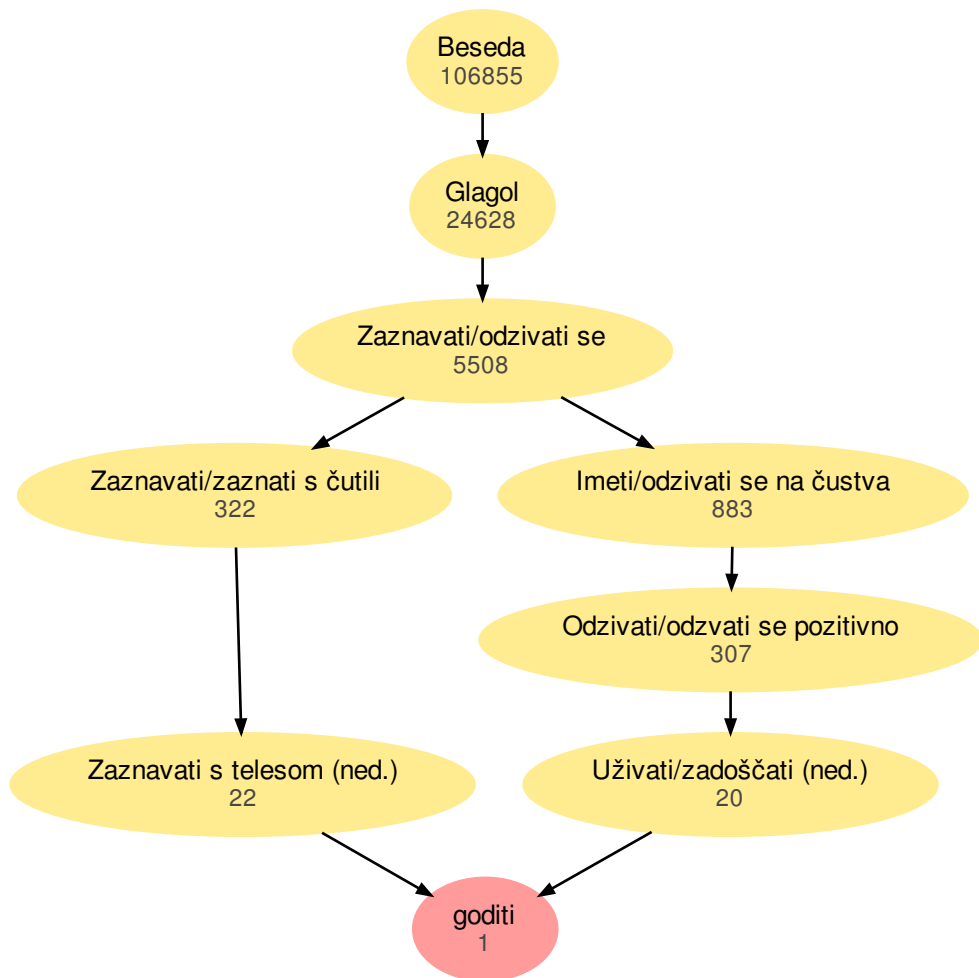 Beseda
106855
Glagol
24628
Zaznavati/odzivati se
5508
Zaznavati/zaznati s čutili
322
Imeti/odzivati se na čustva
883
Odzivati/odzvati se pozitivno
307
Zaznavati s telesom (ned.)
22
Uživati/zadoščati (ned.)
20
goditi
1